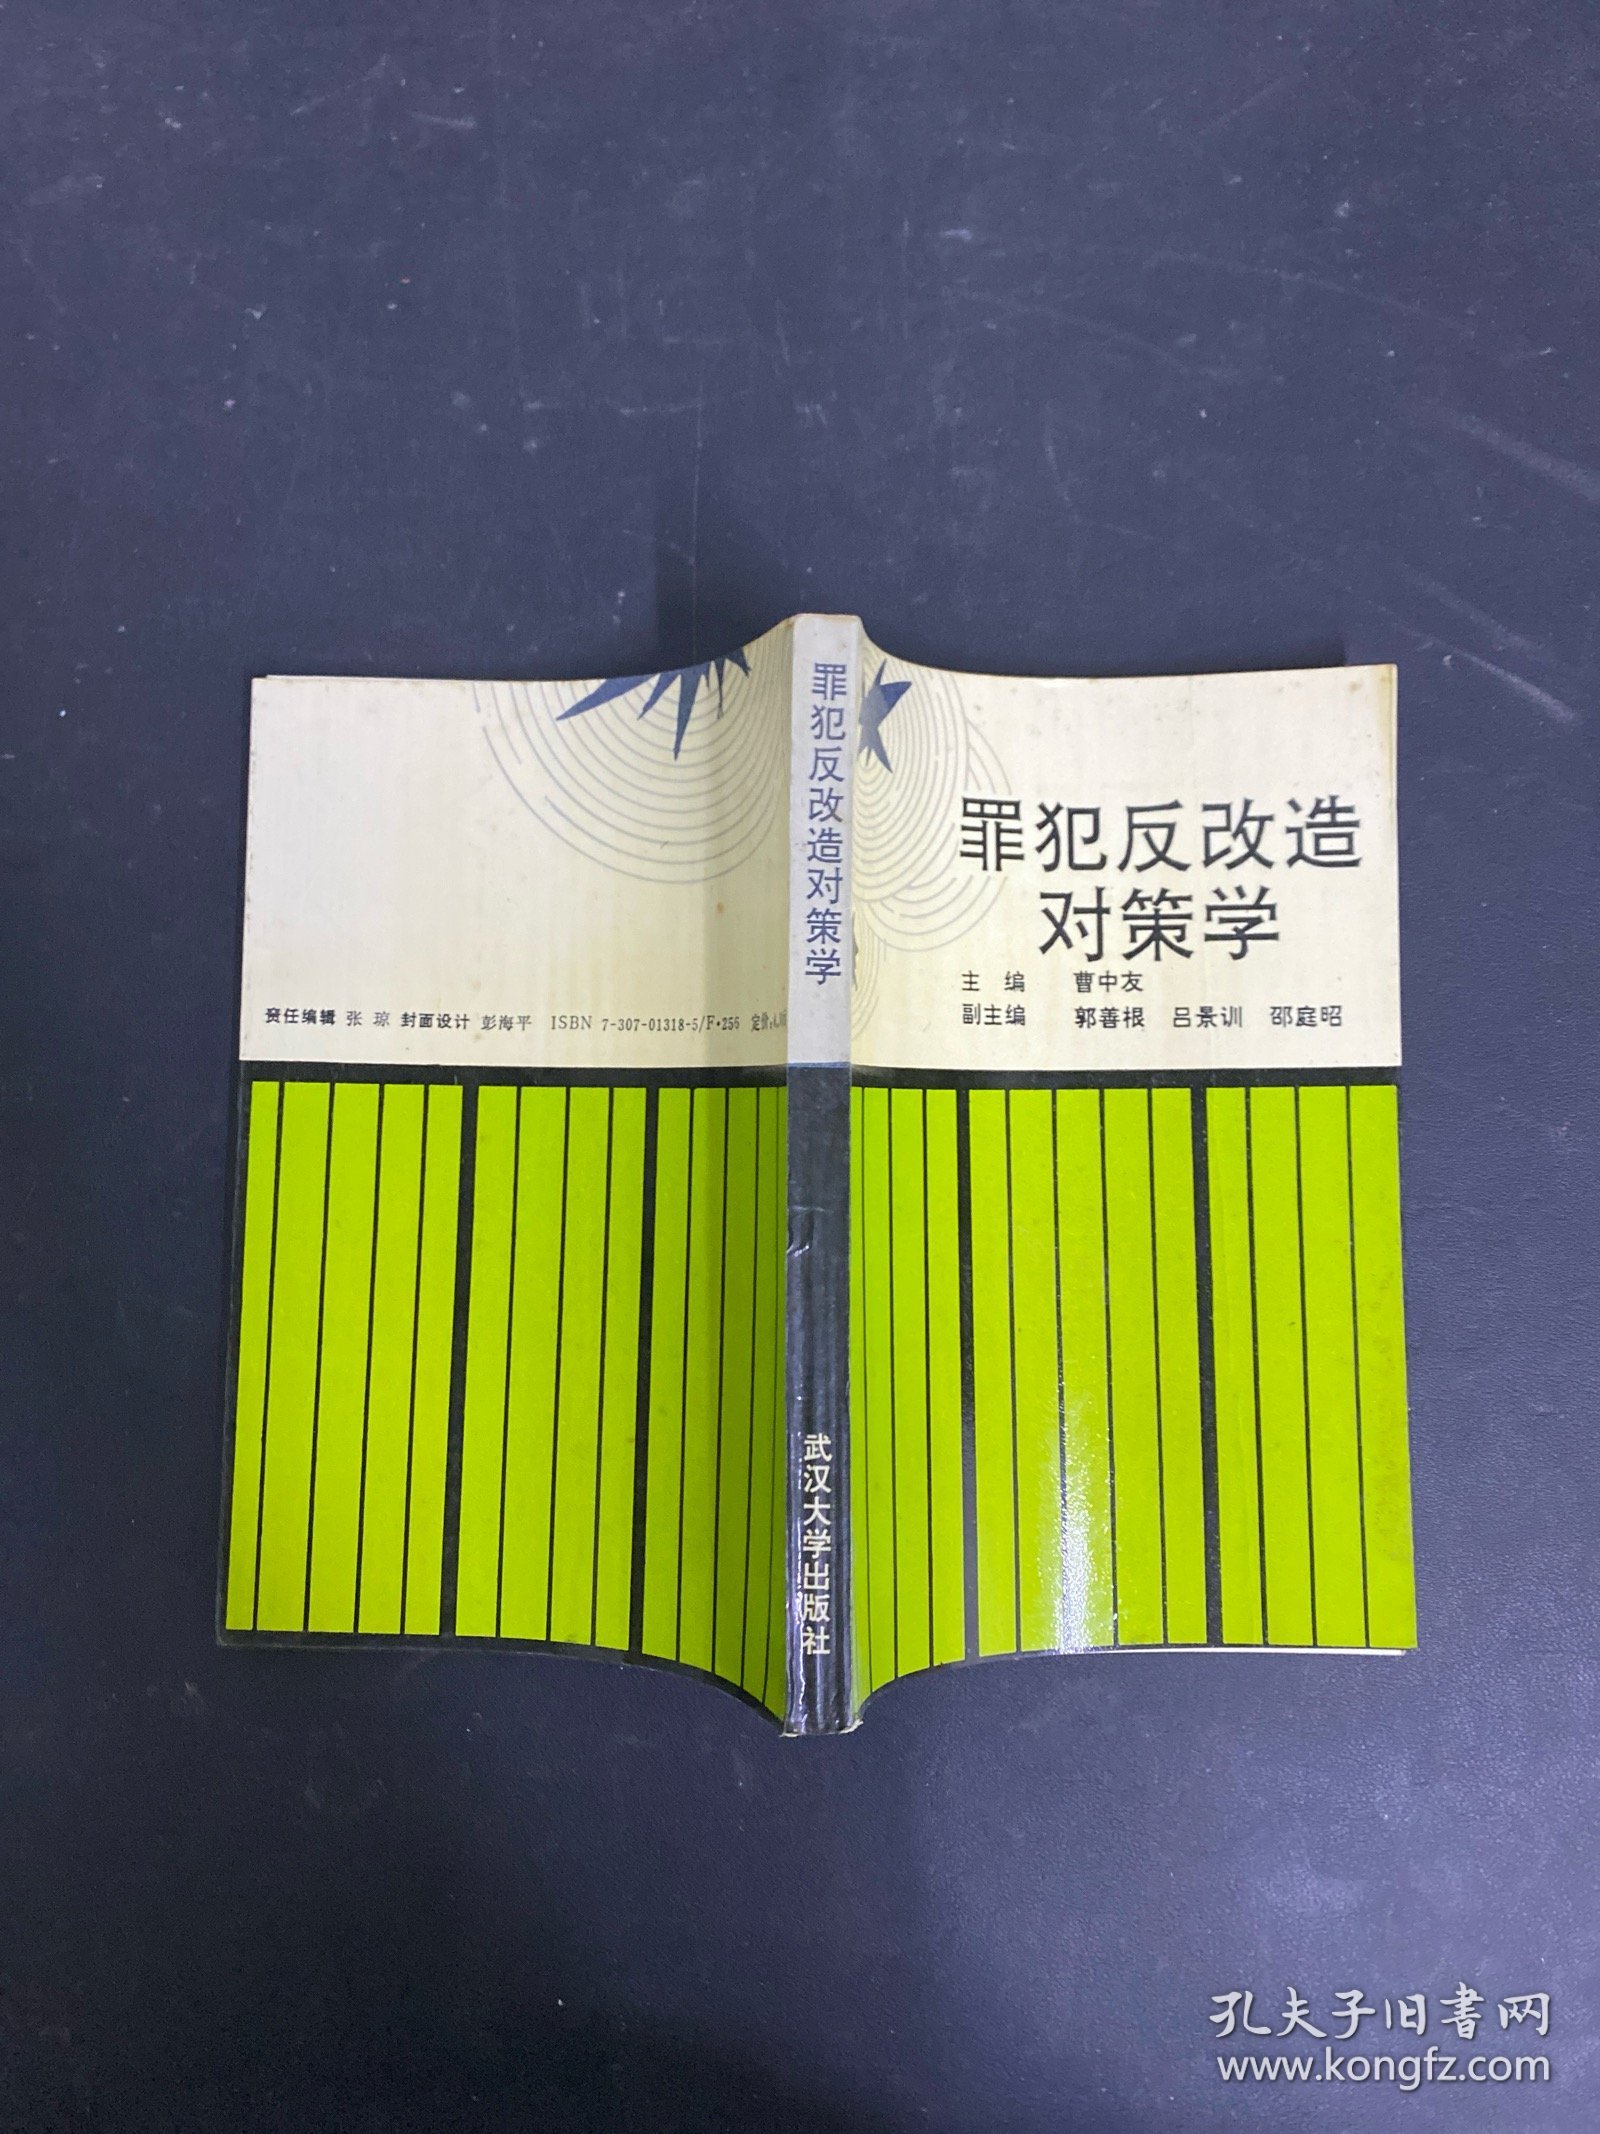 罪犯反改造
对策学
主编 曹中友
副主编 郭善根 吕景训 邵庭昭
罪犯反改造对策学
武汉大学出版社
责任编辑 张琼 封面设计 彭海平 ISBN 7-307-01318-5/F·256 定价:
孔夫子旧书网
www.kongfz.com